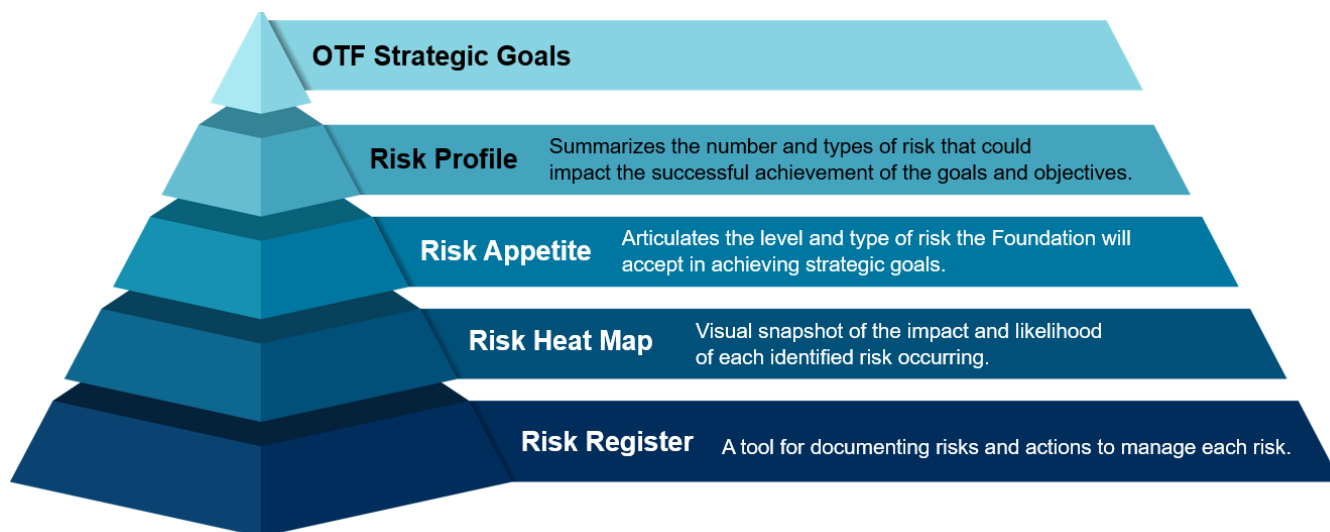 OTF Strategic Goals
Risk Profile
Summarizes the number and types of risk that could
impact the successful achievement of the goals and objectives.
Risk Appetite
Articulates the level and type of risk the Foundation will
accept in achieving strategic goals.
Risk Heat Map
Visual snapshot of the impact and likelihood
of each identified risk occurring.
Risk Register
A tool for documenting risks and actions to manage each risk.